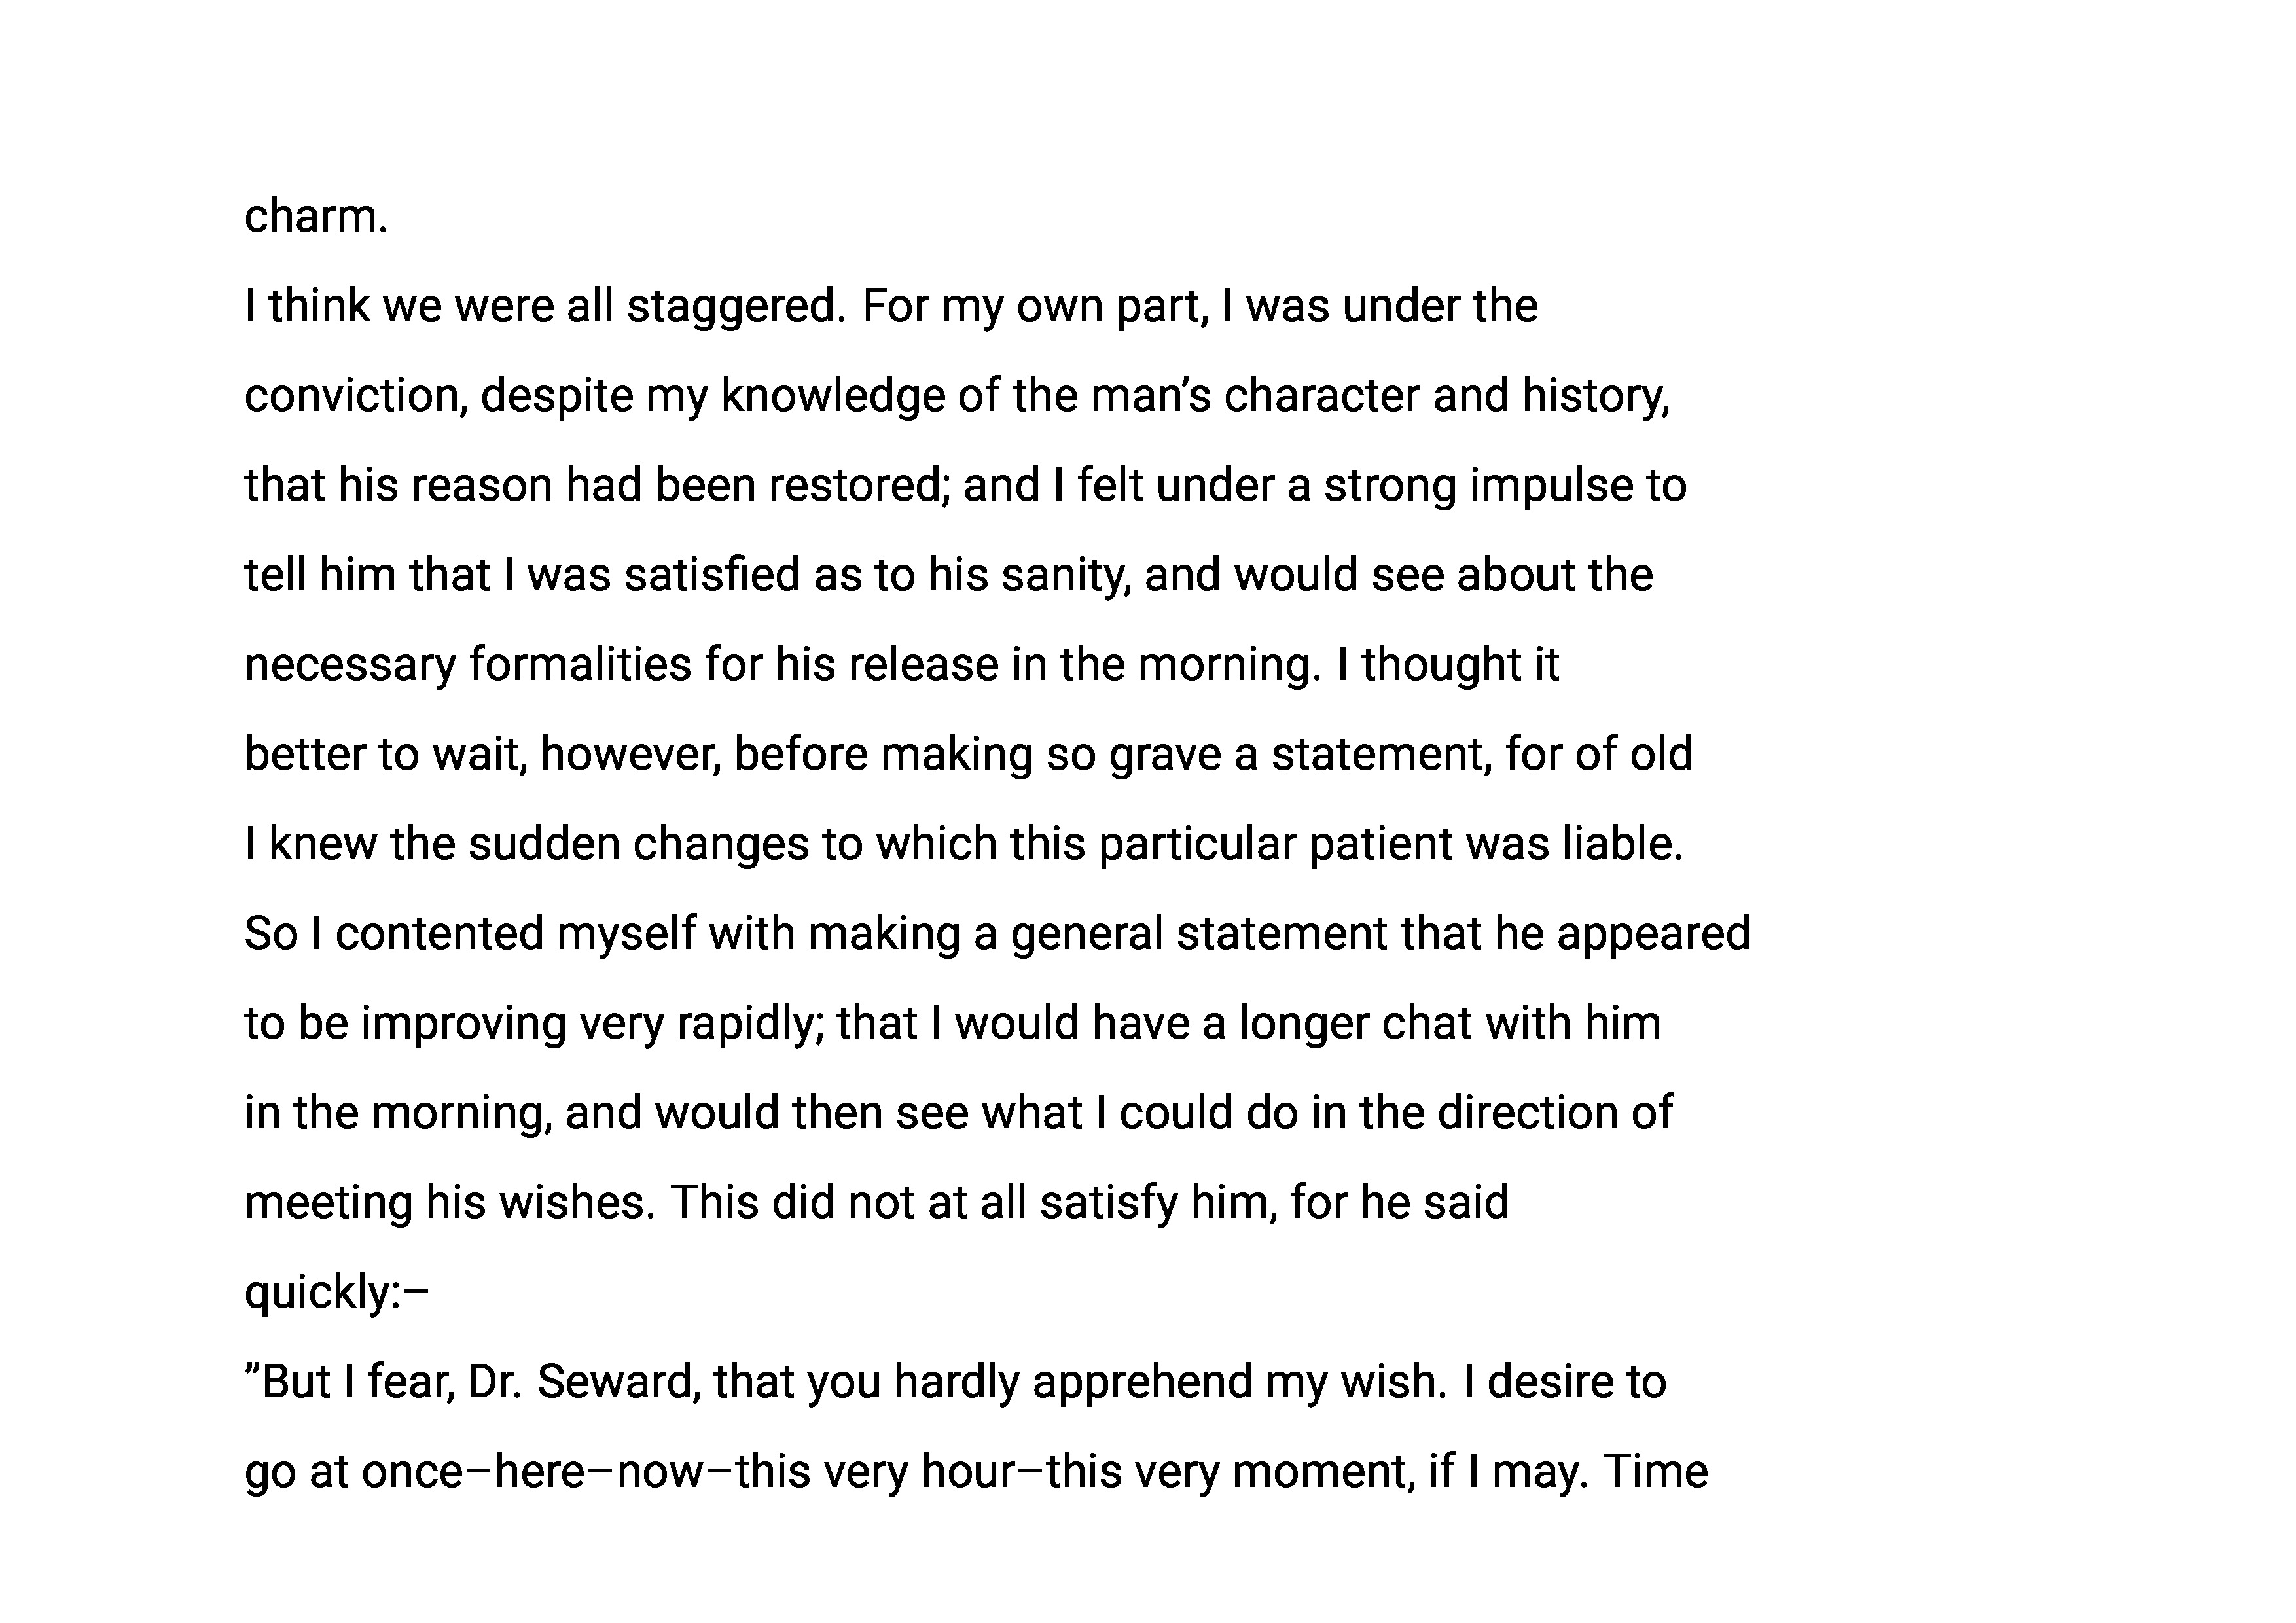 charm.
I think we were all staggered. For my own part, I was under the
conviction, despite my knowledge of the man’s character and history,
that his reason had been restored; and I felt under a strong impulse to
tell him that I was satisfied as to his sanity, and would see about the
necessary formalities for his release in the morning. I thought it
better to wait, however, before making so grave a statement, for of old
I knew the sudden changes to which this particular patient was liable.
So I contented myself with making a general statement that he appeared
to be improving very rapidly; that I would have a longer chat with him
in the morning, and would then see what I could do in the direction of
meeting his wishes. This did not at all satisfy him, for he said
quickly:–
”But I fear, Dr. Seward, that you hardly apprehend my wish. I desire to
go at once–here–now–this very hour–this very moment, if I may. Time